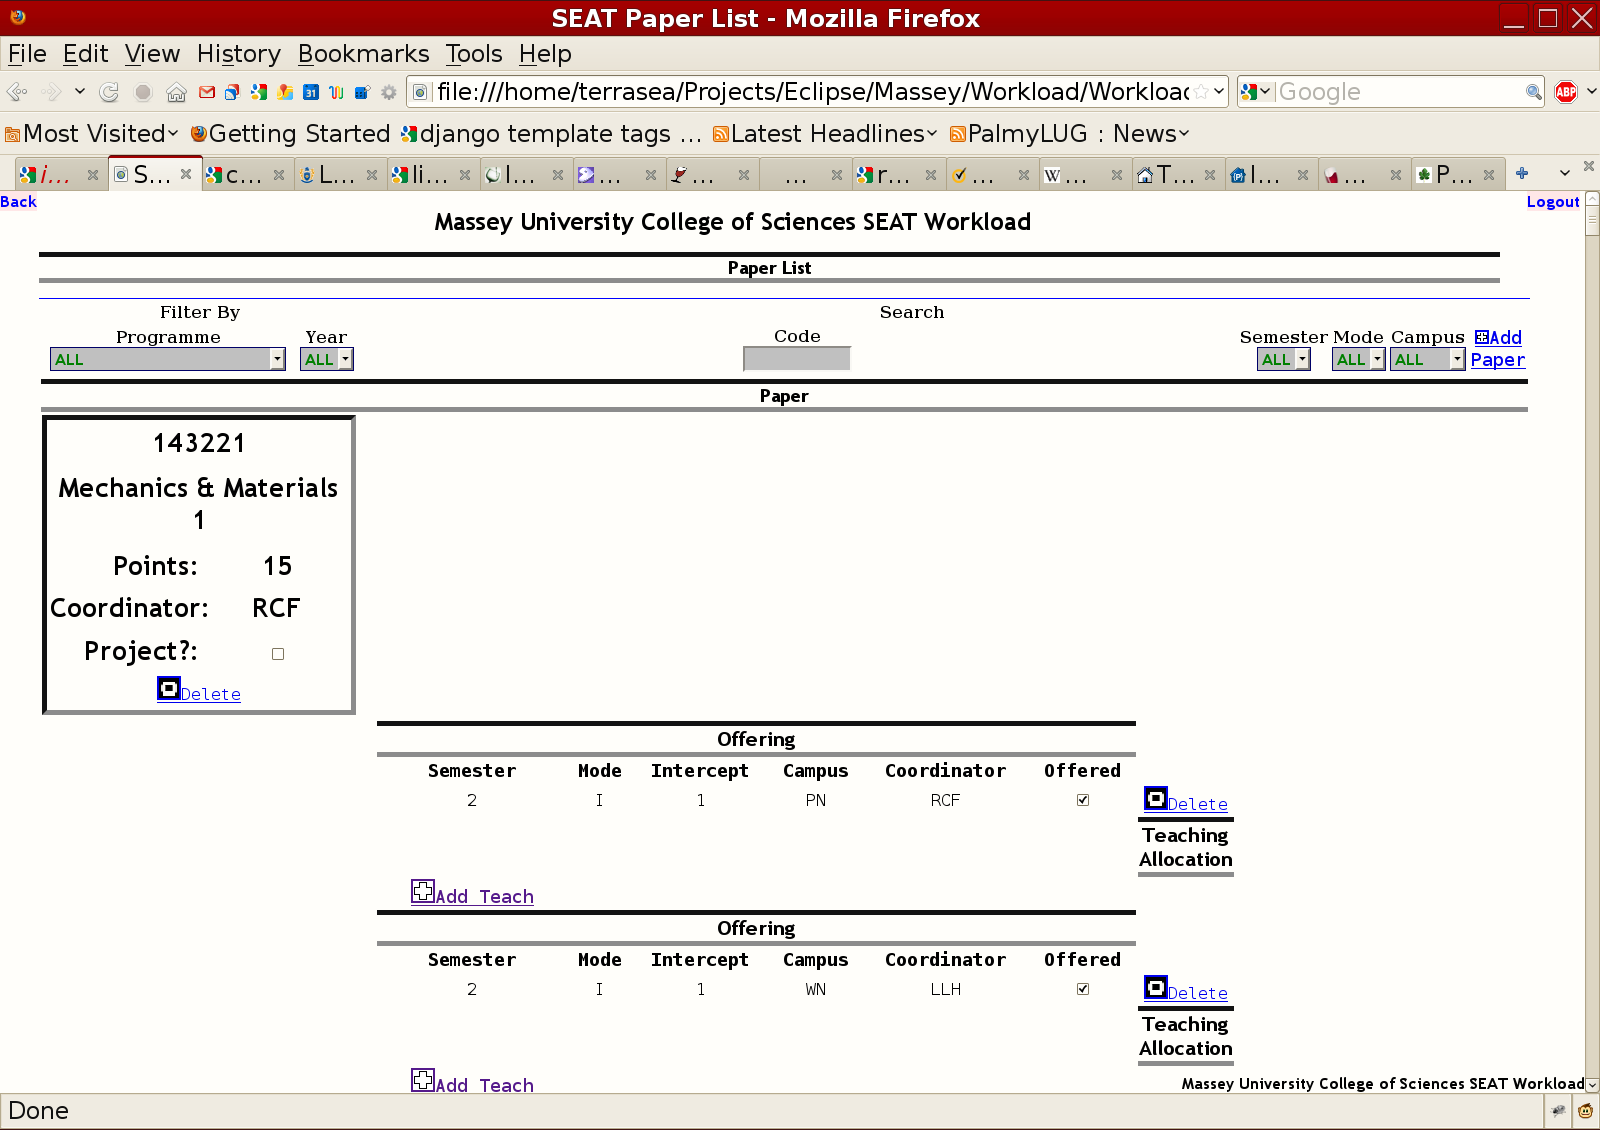 SEAT Paper List - Mozilla Firefox
File Edit View History Bookmarks Tools Help
31 file:///home/terrasea/Projects/Eclipse/Massey/Workload/Workload Google ABP
Most Visited Getting Started django template tags ... Latest Headlines PalmyLUG : News
i... S... c... L... li... I... ... ... ... r... ... W ... T... I... ... P...
Back Logout
Massey University College of Sciences SEAT Workload
Paper List
Filter By Search
Programme Year Code Semester Mode Campus Add
ALL ALL ALL ALL ALL Paper
Paper
143221
Mechanics & Materials
1
Points: 15
Coordinator: RCF
Project?:
Delete
Offering
Semester Mode Intercept Campus Coordinator Offered
2 I 1 PN RCF Delete
Teaching
Allocation
Add Teach
Offering
Semester Mode Intercept Campus Coordinator Offered
2 I 1 WN LLH Delete
Teaching
Allocation
Add Teach
Massey University College of Sciences SEAT Workload
Done